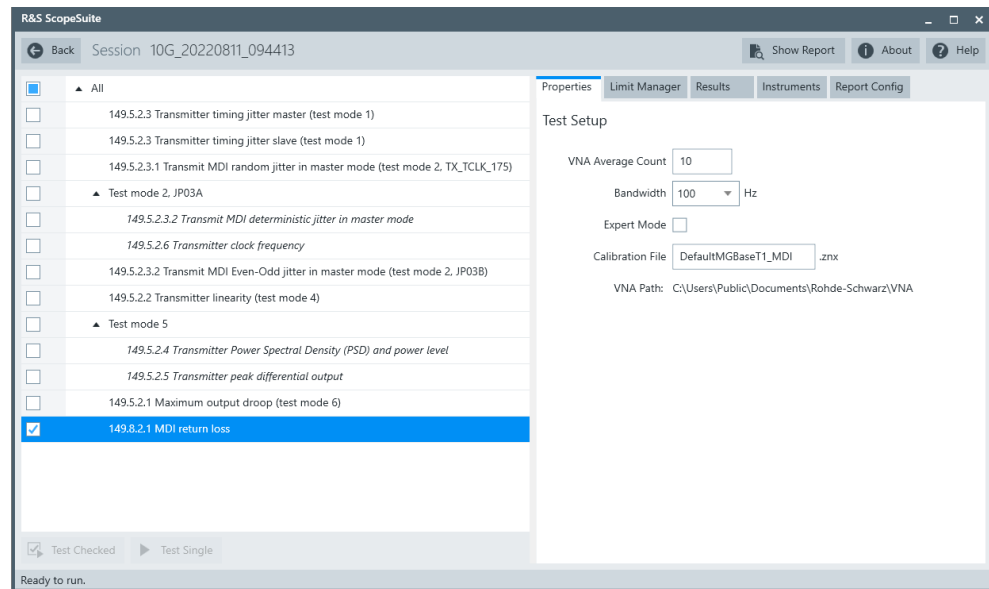 R&S ScopeSuite
Back Session 10G_20220811_094413 Show Report About Help
All
149.5.2.3 Transmitter timing jitter master (test mode 1)
149.5.2.3 Transmitter timing jitter slave (test mode 1)
149.5.2.3.1 Transmit MDI random jitter in master mode (test mode 2, TX_TCLK_175)
Test mode 2, JP03A
149.5.2.3.2 Transmit MDI deterministic jitter in master mode
149.5.2.6 Transmitter clock frequency
149.5.2.3.2 Transmit MDI Even-Odd jitter in master mode (test mode 2, JP03B)
149.5.2.2 Transmitter linearity (test mode 4)
Test mode 5
149.5.2.4 Transmitter Power Spectral Density (PSD) and power level
149.5.2.5 Transmitter peak differential output
149.5.2.1 Maximum output droop (test mode 6)
149.8.2.1 MDI return loss
Test Checked Test Single
Properties Limit Manager Results Instruments Report Config
Test Setup
VNA Average Count 10
Bandwidth 100 Hz
Expert Mode
Calibration File DefaultMGBaseT1_MDI .znx
VNA Path: C:\Users\Public\Documents\Rohde-Schwarz\VNA
Ready to run.